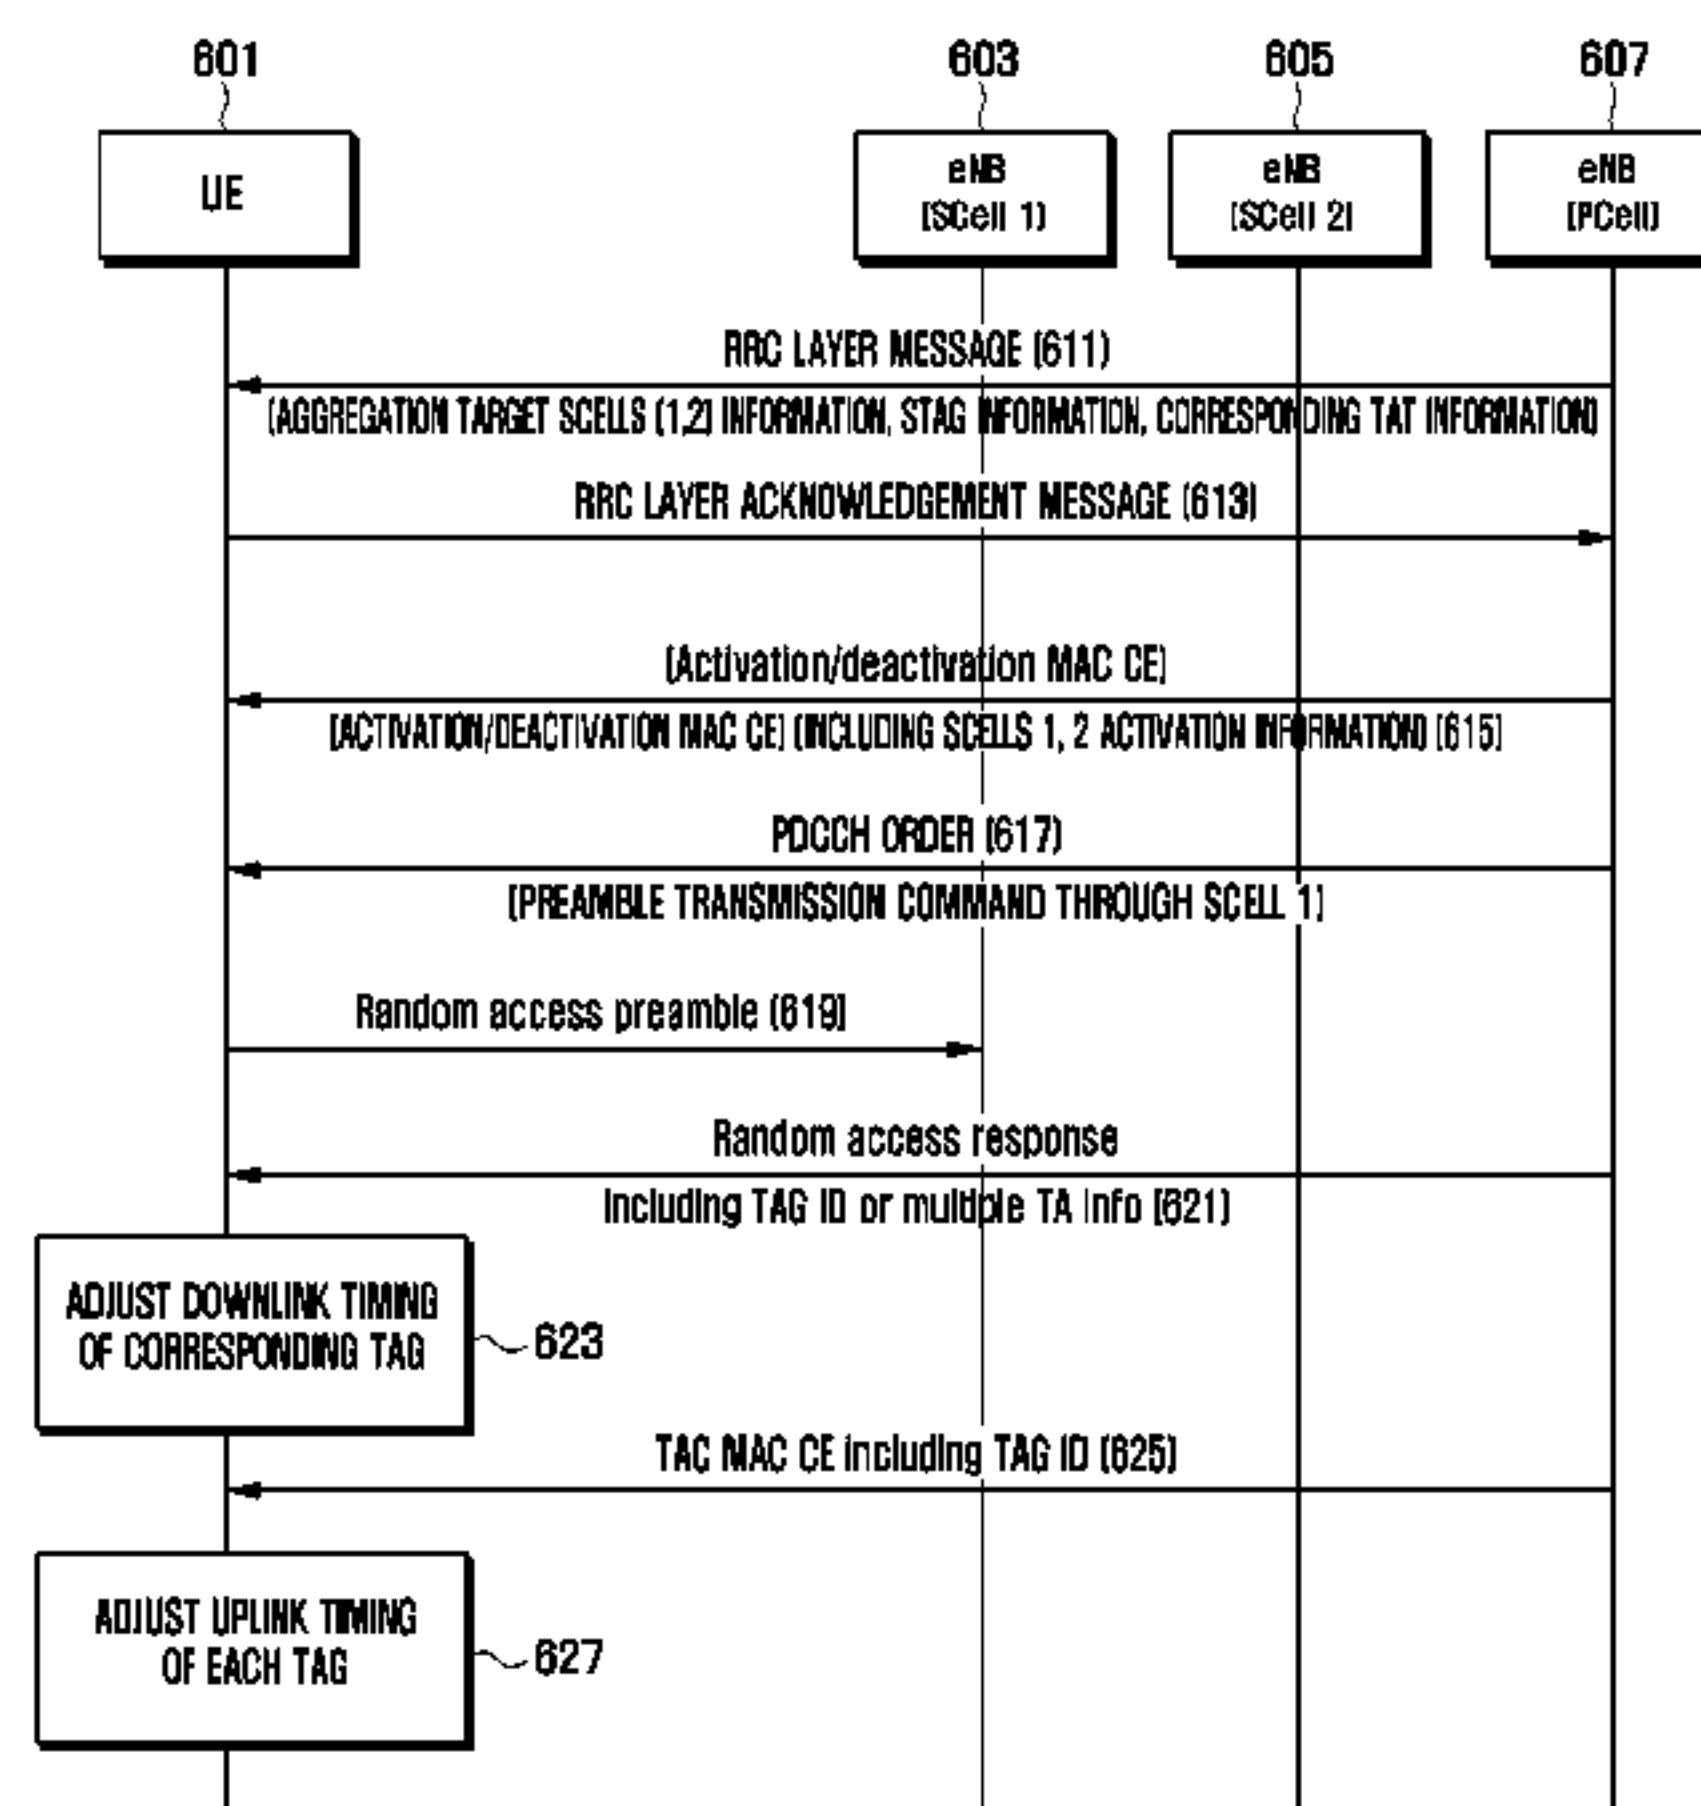 601
603
605
607
UE
eNB
(SCell 1)
eNB
(SCell 2)
eNB
(PCell)
RRC LAYER MESSAGE (611)
(AGGREGATION TARGET SCELLS (1,2) INFORMATION, STAG INFORMATION, CORRESPONDING TAT INFORMATION)
RRC LAYER ACKNOWLEDGEMENT MESSAGE (613)
(Activation/deactivation MAC CE)
(ACTIVATION/DEACTIVATION MAC CE) (INCLUDING SCELLS 1, 2 ACTIVATION INFORMATION) (615)
PDCCH ORDER (617)
(PREAMBLE TRANSMISSION COMMAND THROUGH SCELL 1)
Random access preamble (619)
Random access response
including TAG ID or multiple TA info (621)
ADJUST DOWNLINK TIMING
OF CORRESPONDING TAG
623
TAC MAC CE including TAG ID (625)
ADJUST UPLINK TIMING
OF EACH TAG
627